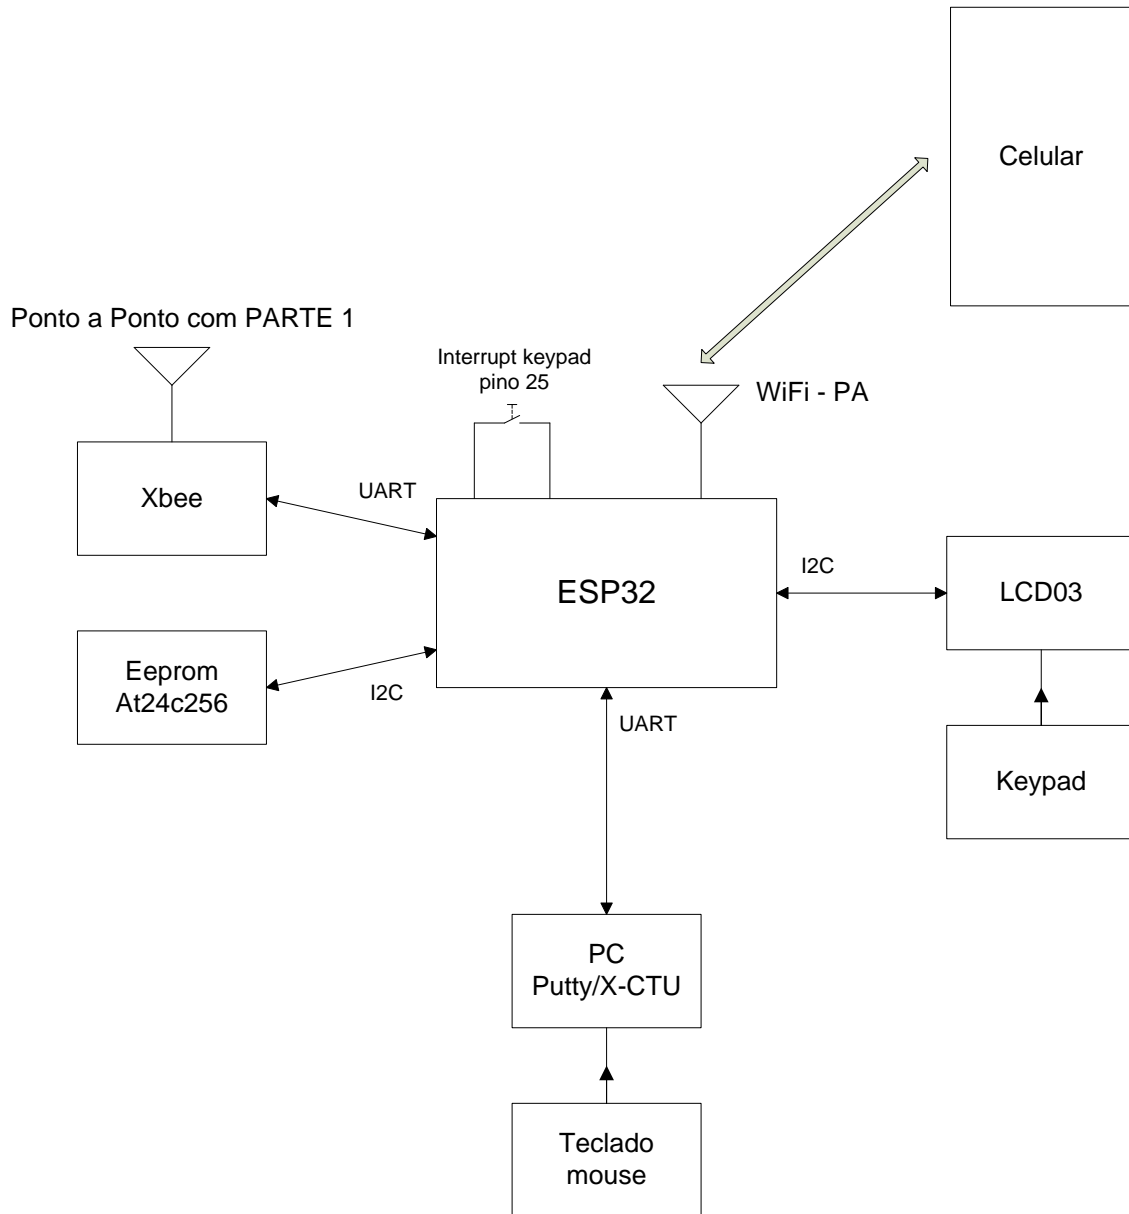 Celular
Ponto a Ponto com PARTE 1
Interrupt keypad
pino 25
WiFi - PA
Xbee
UART
ESP32
I2C
LCD03
Eeprom
At24c256
I2C
UART
Keypad
PC
Putty/X-CTU
Teclado
mouse